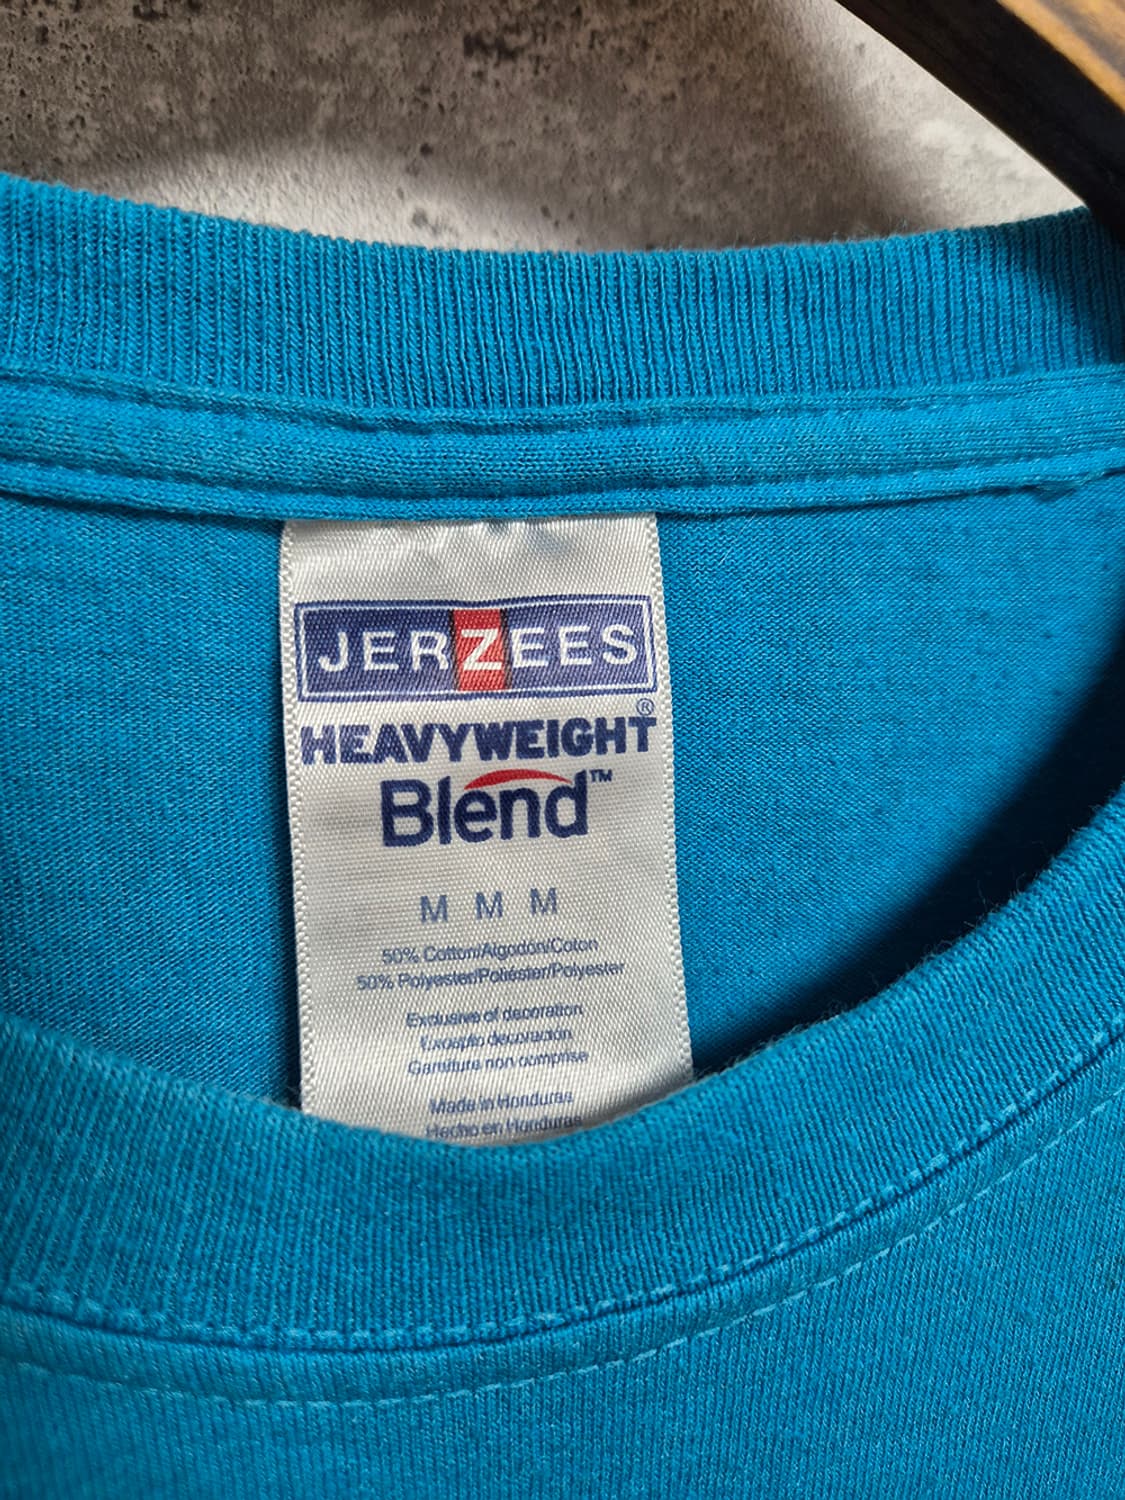 JERZEES
HEAVYWEIGHT®
Blend™
M M M
50% Cotton/Algodón/Coton
50% Polyester/Poliéster/Polyester
Exclusive of decoration
Excepto decoración
Garniture non comprise
Made in Honduras
Hecho en Honduras